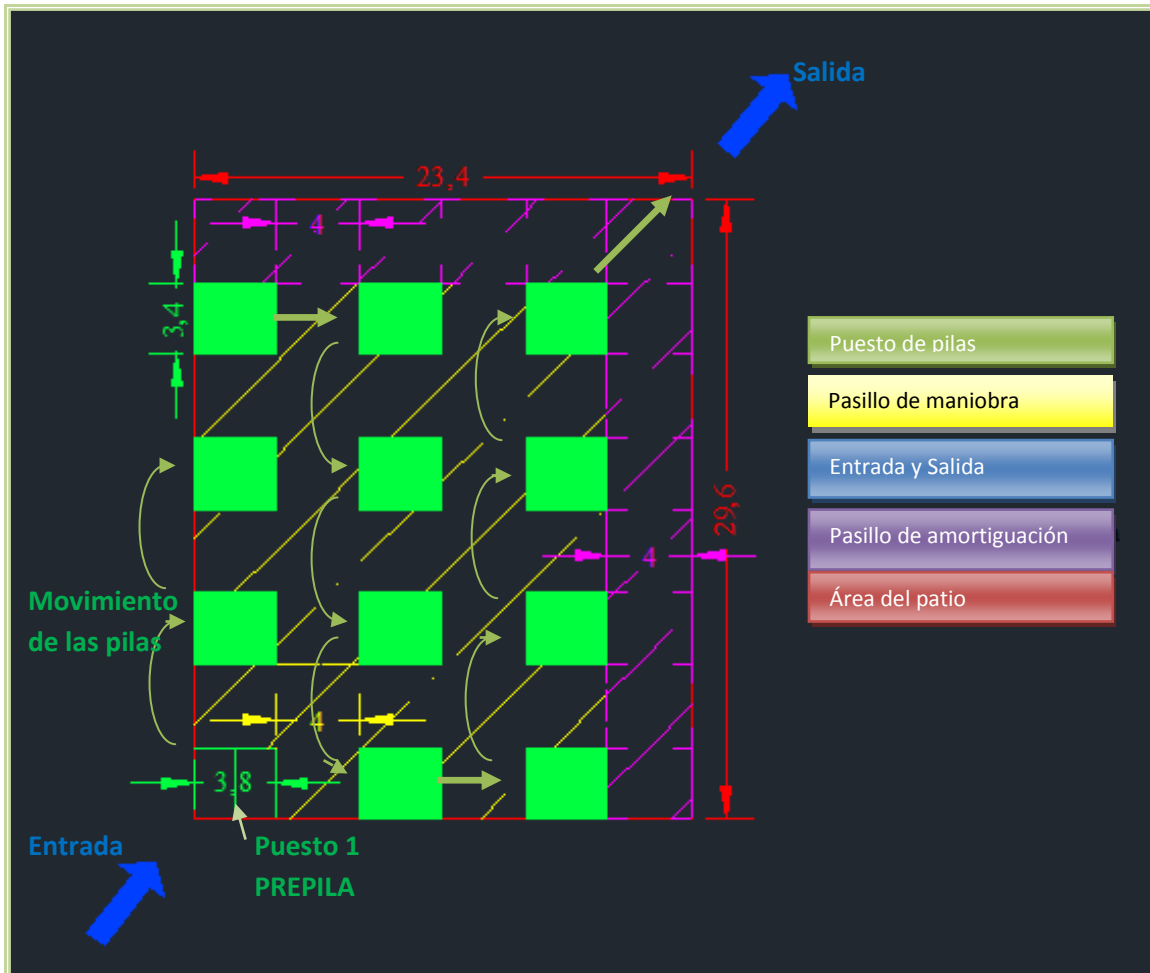 Salida
23,4
4
3,4
Puesto de pilas
Pasillo de maniobra
Entrada y Salida
Pasillo de amortiguación
Área del patio
29,6
4
Movimiento
de las pilas
4
3,8
Entrada
Puesto 1
PREPILA